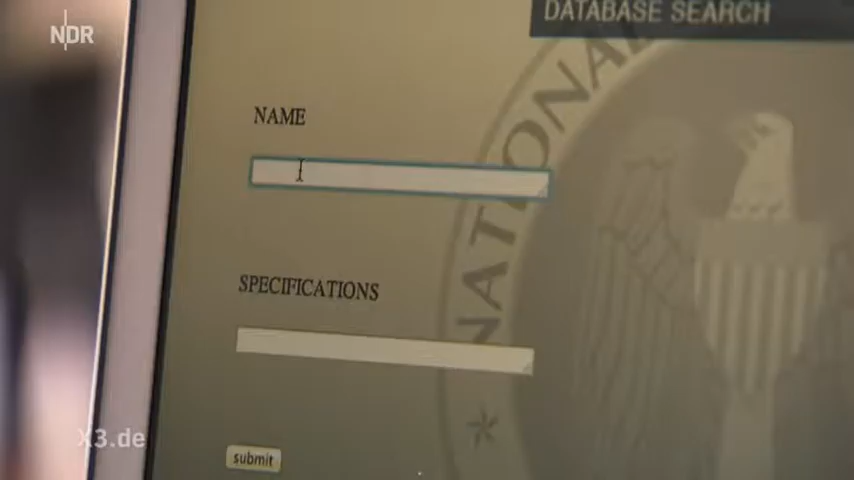 NDR
DATABASE SEARCH
NATIONAL
NAME
SPECIFICATIONS
submit
X3.de